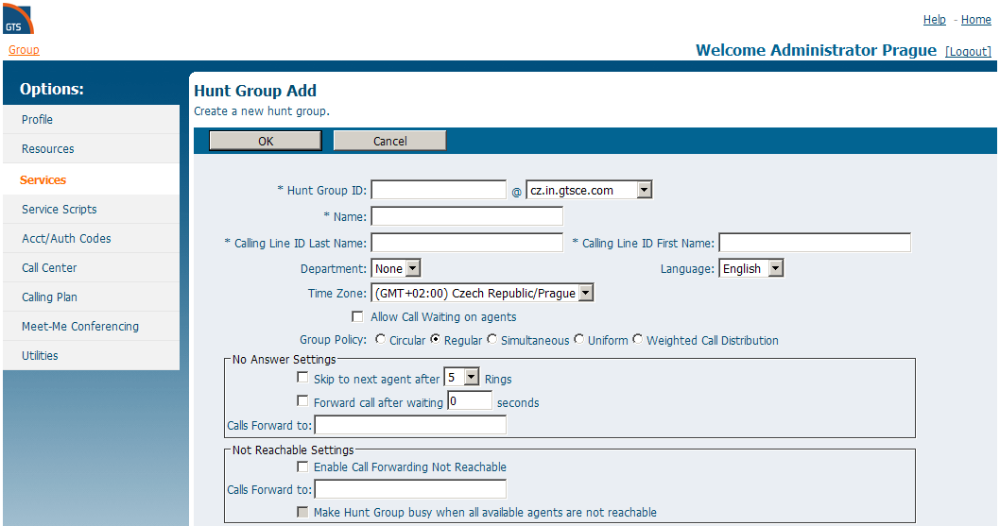 GTS
Help - Home
Group
Welcome Administrator Prague [Logout]
Options:
Profile
Resources
Services
Service Scripts
Acct/Auth Codes
Call Center
Calling Plan
Meet-Me Conferencing
Utilities
Hunt Group Add
Create a new hunt group.
OK Cancel
* Hunt Group ID: @ cz.in.gtsce.com
* Name:
* Calling Line ID Last Name: * Calling Line ID First Name:
Department: None Language: English
Time Zone: (GMT+02:00) Czech Republic/Prague
Allow Call Waiting on agents
Group Policy: Circular Regular Simultaneous Uniform Weighted Call Distribution
No Answer Settings
Skip to next agent after 5 Rings
Forward call after waiting 0 seconds
Calls Forward to:
Not Reachable Settings
Enable Call Forwarding Not Reachable
Calls Forward to:
Make Hunt Group busy when all available agents are not reachable